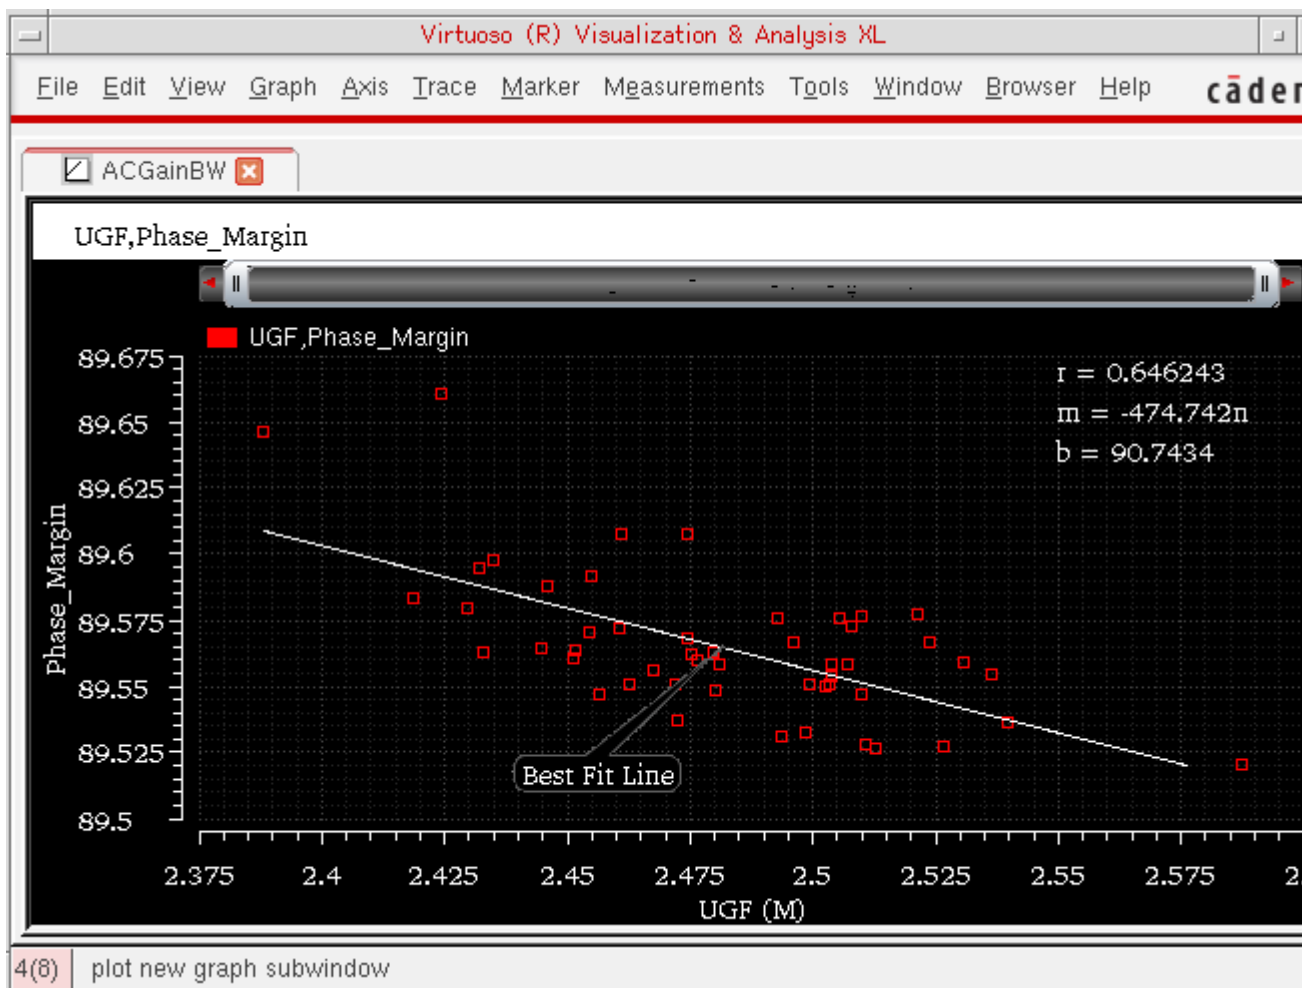 Virtuoso (R) Visualization & Analysis XL
File Edit View Graph Axis Trace Marker Measurements Tools Window Browser Help cāden
ACGainBW
UGF,Phase_Margin
UGF,Phase_Margin
r = 0.646243
m = -474.742n
b = 90.7434
89.675
89.65
89.625
89.6
89.575
89.55
89.525
89.5
Phase_Margin
Best Fit Line
2.375 2.4 2.425 2.45 2.475 2.5 2.525 2.55 2.575 2.
UGF (M)
4(8) plot new graph subwindow